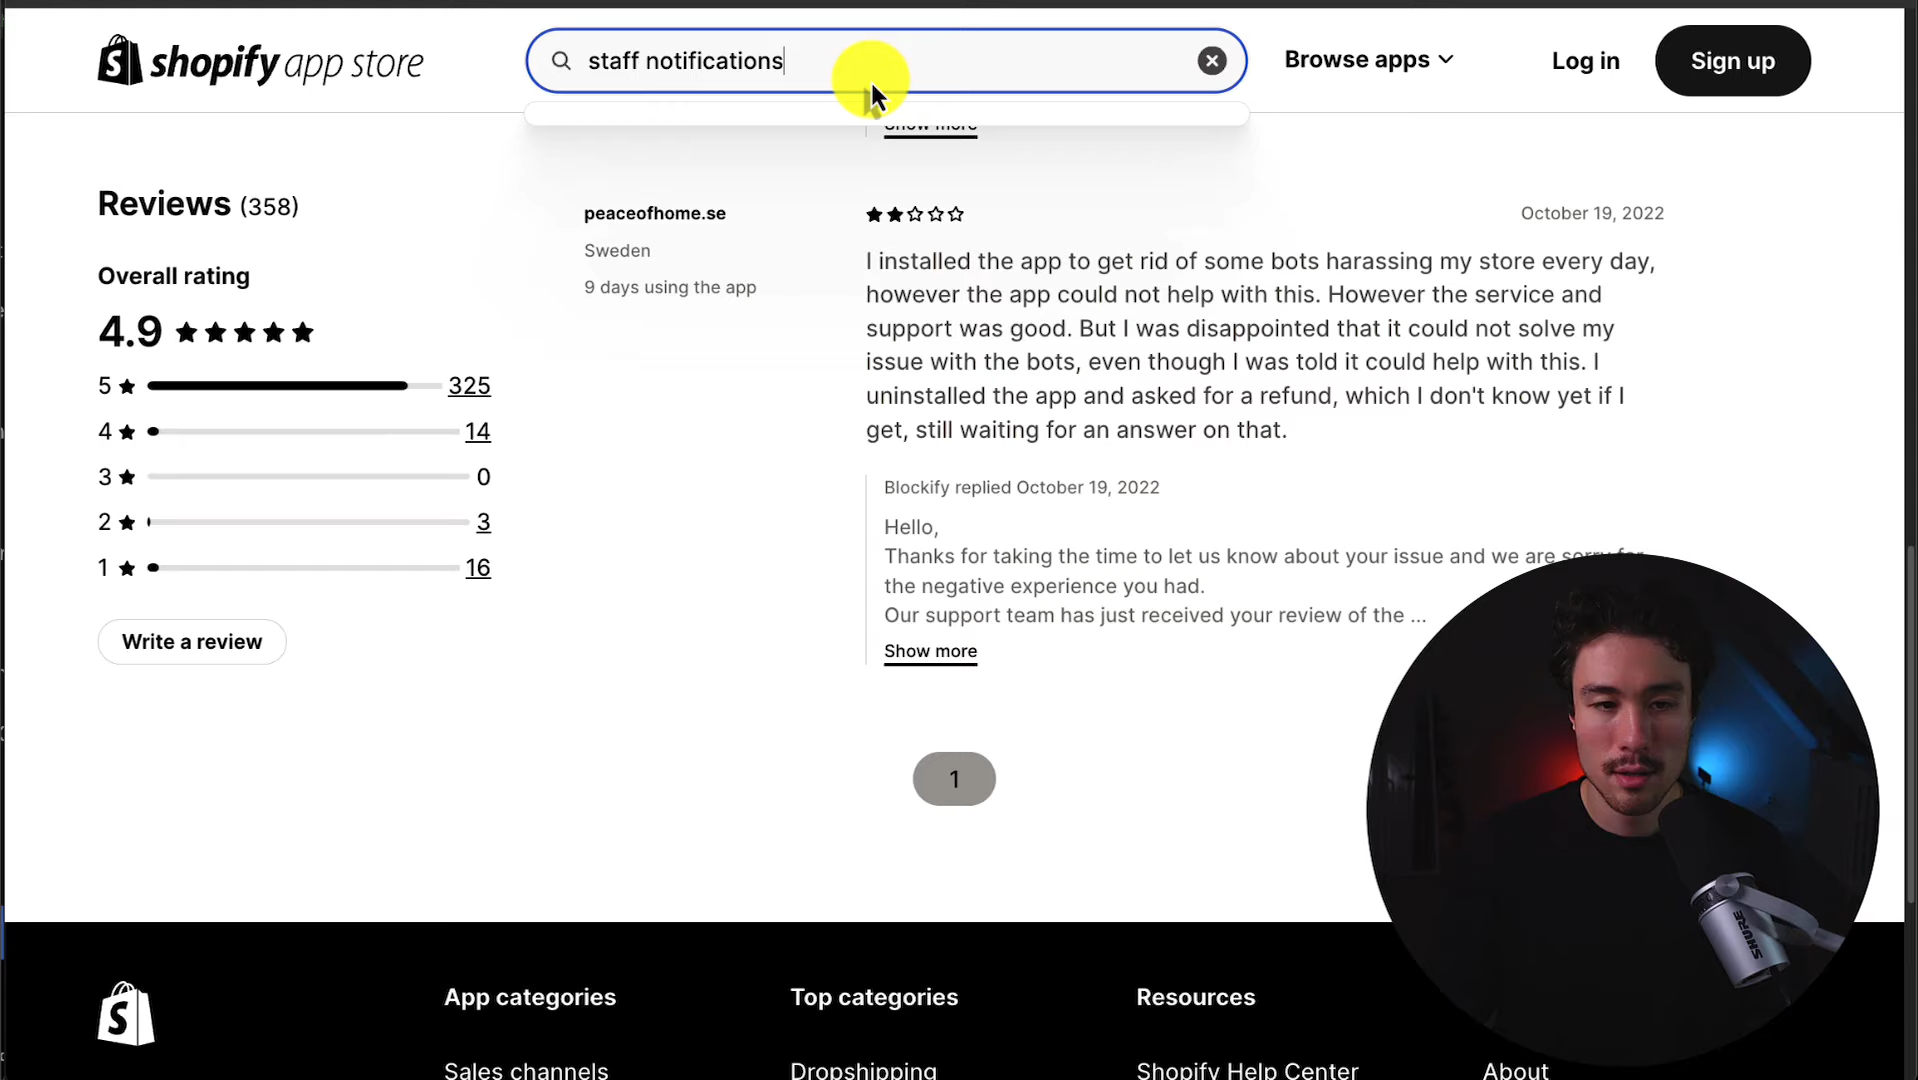 shopify app store
staff notifications
Browse apps
Log in
Sign up
Show more
Reviews (358)
Overall rating
4.9
5 325
4 14
3 0
2 3
1 16
Write a review
peaceofhome.se
Sweden
9 days using the app
October 19, 2022
I installed the app to get rid of some bots harassing my store every day,
however the app could not help with this. However the service and
support was good. But I was disappointed that it could not solve my
issue with the bots, even though I was told it could help with this. I
uninstalled the app and asked for a refund, which I don't know yet if I
get, still waiting for an answer on that.
Blockify replied October 19, 2022
Hello,
Thanks for taking the time to let us know about your issue and we are sorry for
the negative experience you had.
Our support team has just received your review of the ...
Show more
1
SHURE
App categories
Top categories
Resources
Sales channels
Dropshipping
Shopify Help Center
About